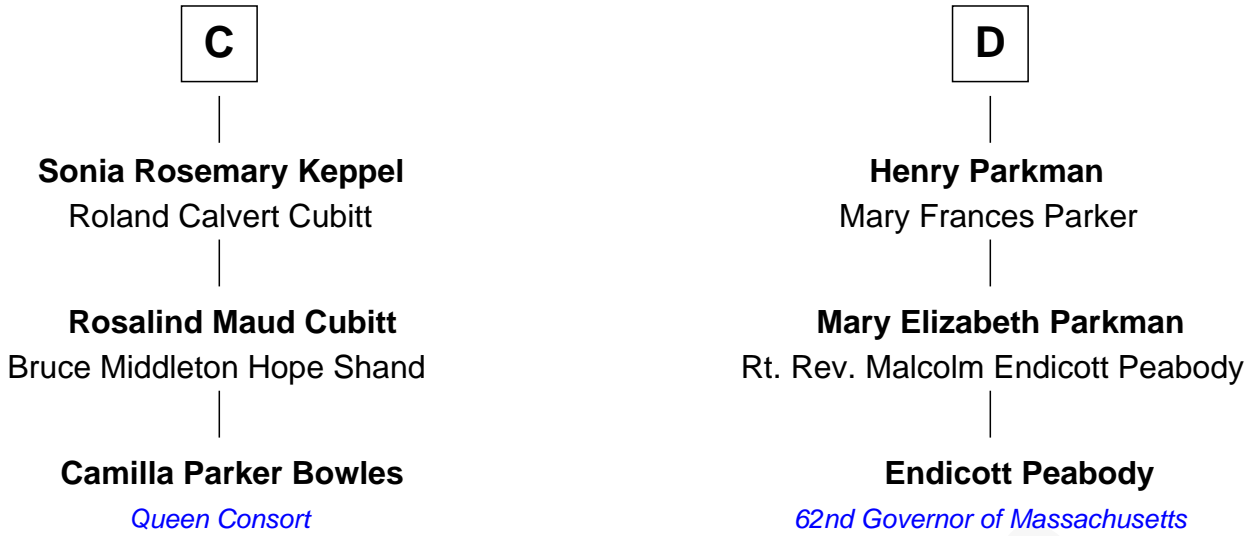 C
Sonia Rosemary Keppel
Roland Calvert Cubitt
Rosalind Maud Cubitt
Bruce Middleton Hope Shand
Camilla Parker Bowles
Queen Consort
D
Henry Parkman
Mary Frances Parker
Mary Elizabeth Parkman
Rt. Rev. Malcolm Endicott Peabody
Endicott Peabody
62nd Governor of Massachusetts